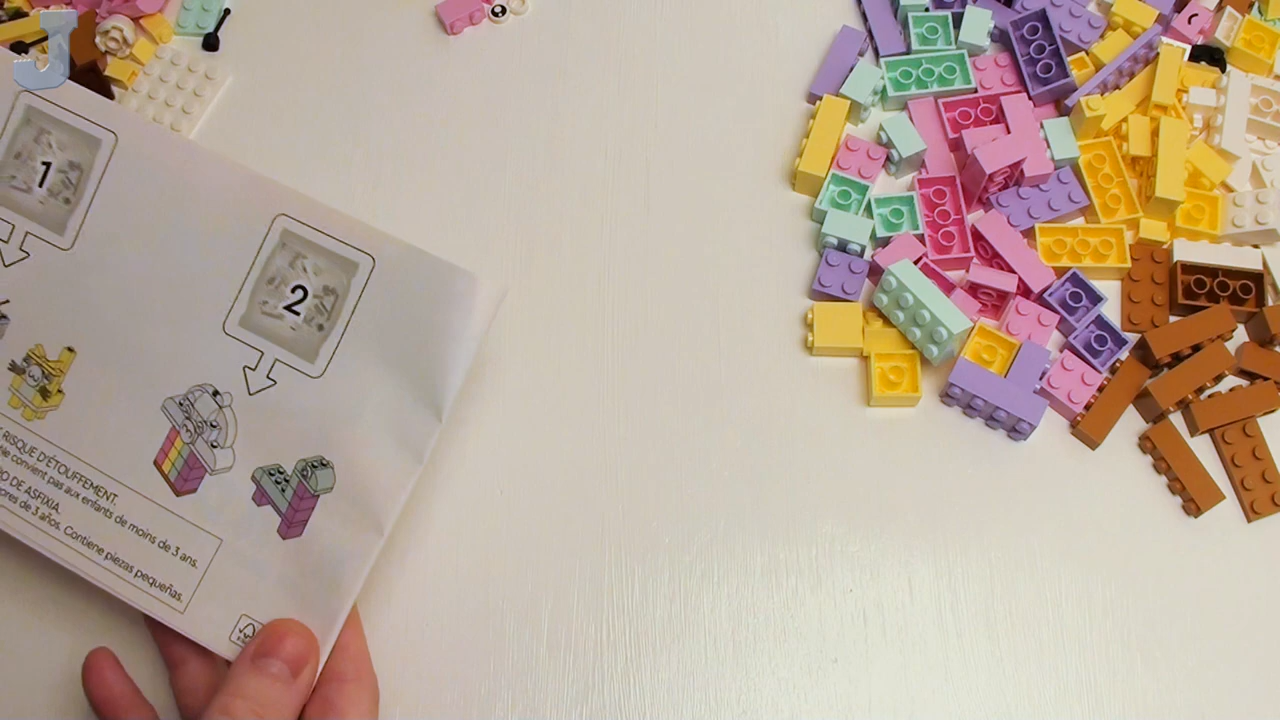 J
1
2
RISQUE D'ÉTOUFFEMENT.
Ne convient pas aux enfants de moins de 3 ans.
O DE ASFIXIA.
ores de 3 años. Contiene piezas pequeñas.